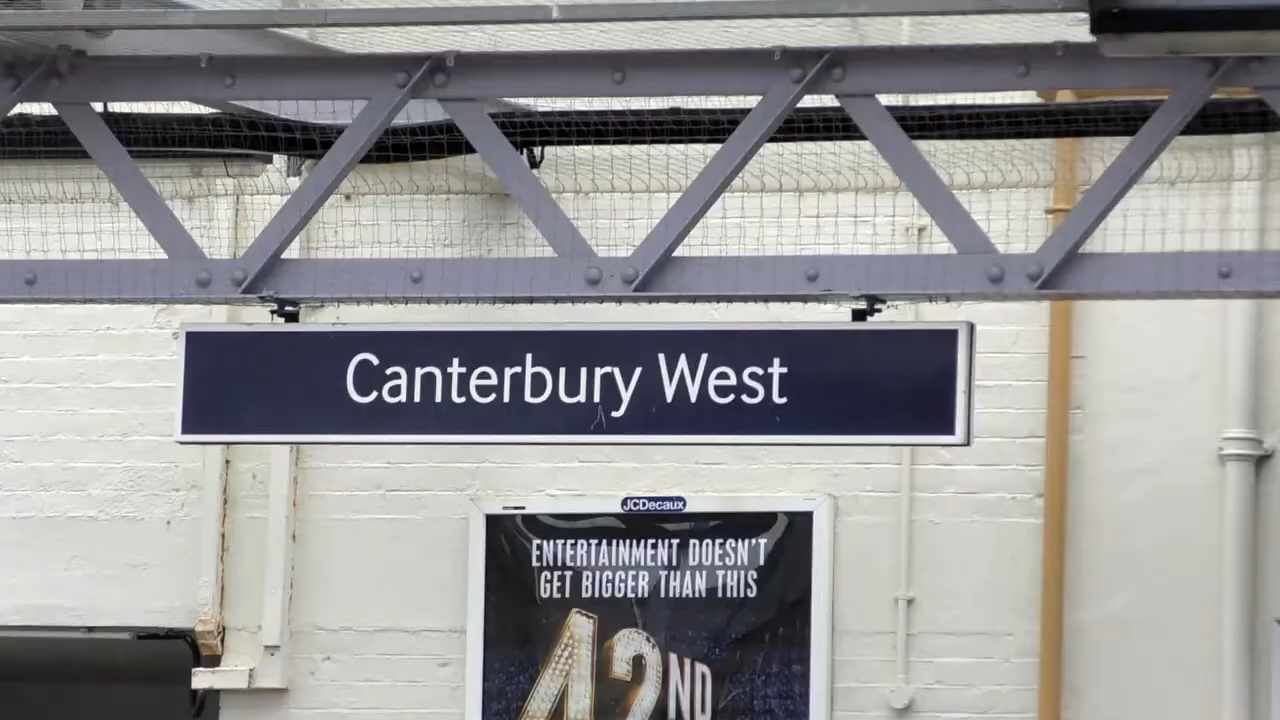 Canterbury West
JCDecaux
ENTERTAINMENT DOESN'T
GET BIGGER THAN THIS
42ND